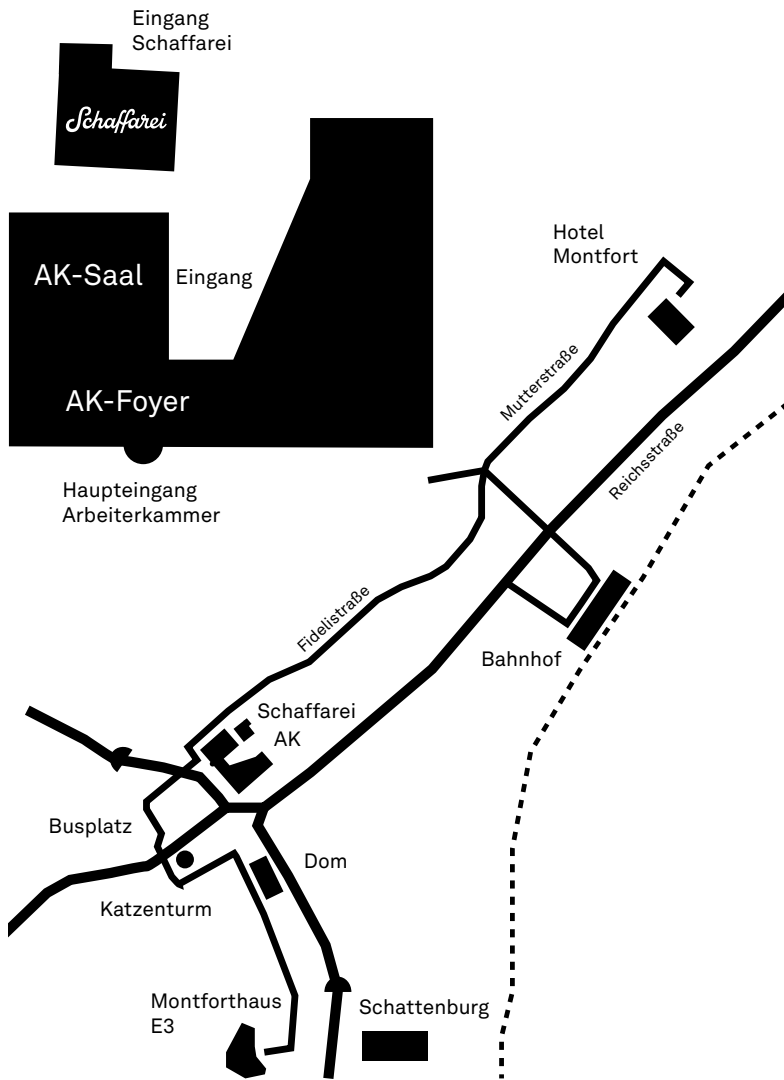 Eingang
Schaffarei
Schaffarei
AK-Saal
Eingang
AK-Foyer
Haupteingang
Arbeiterkammer
Hotel
Montfort
Mutterstraße
Reichsstraße
Fidelistraße
Bahnhof
Schaffarei
AK
Busplatz
Dom
Katzenturm
Montforthaus
E3
Schattenburg